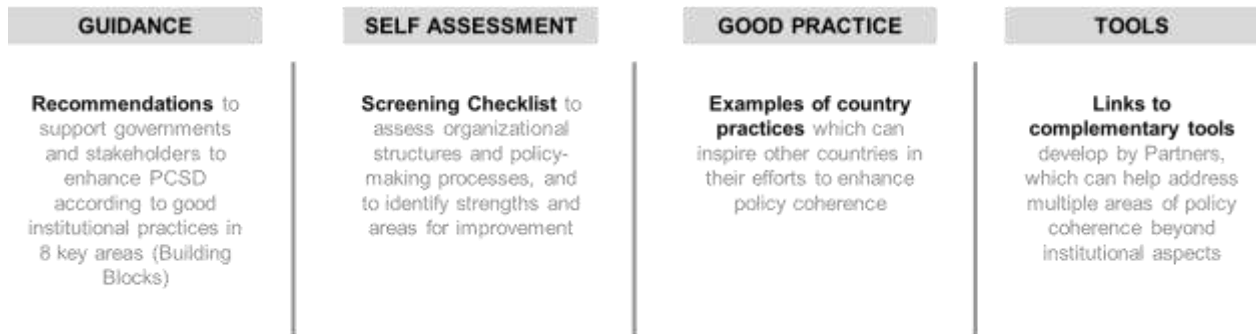 GUIDANCE
Recommendations to
support governments
and stakeholders to
enhance PCSD
according to good
institutional practices in
8 key areas (Building
Blocks)
SELF ASSESSMENT
Screening Checklist to
assess organizational
structures and policy-
making processes, and
to identify strengths and
areas for improvement
GOOD PRACTICE
Examples of country
practices which can
inspire other countries in
their efforts to enhance
policy coherence
TOOLS
Links to
complementary tools
develop by Partners,
which can help address
multiple areas of policy
coherence beyond
institutional aspects